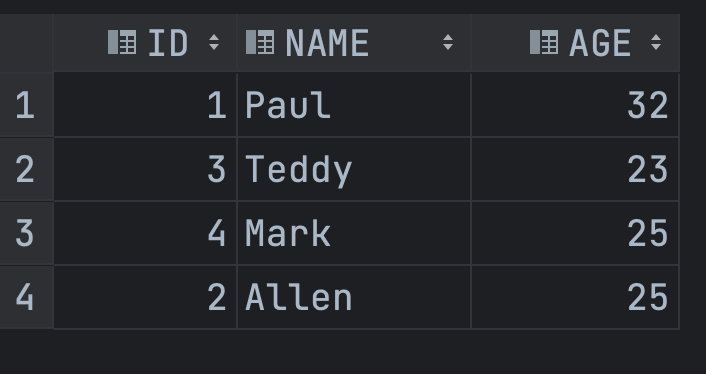 ID NAME AGE
1 1 Paul 32
2 3 Teddy 23
3 4 Mark 25
4 2 Allen 25